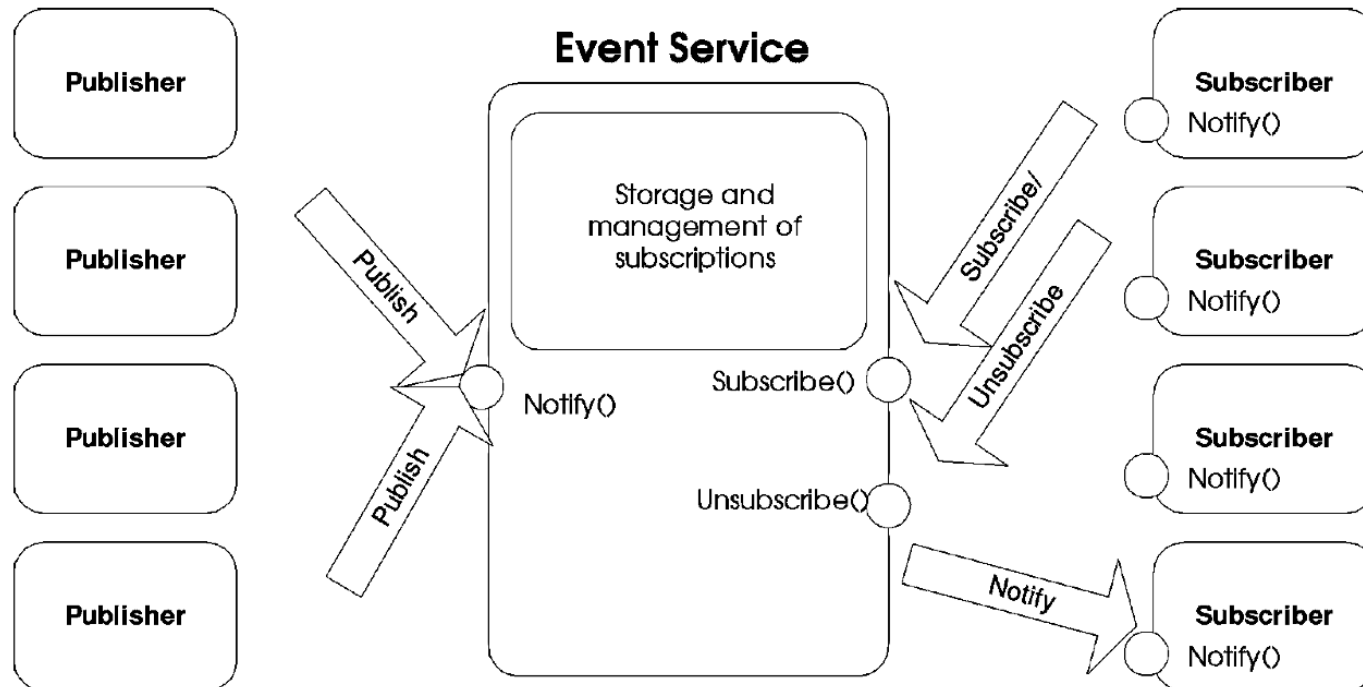 Event Service
Publisher
Publisher
Publisher
Publisher
Publish
Publish
Storage and
management of
subscriptions
Notify()
Subscribe()
Unsubscribe()
Subscribe/
Unsubscribe
Notify
Subscriber
Notify()
Subscriber
Notify()
Subscriber
Notify()
Subscriber
Notify()